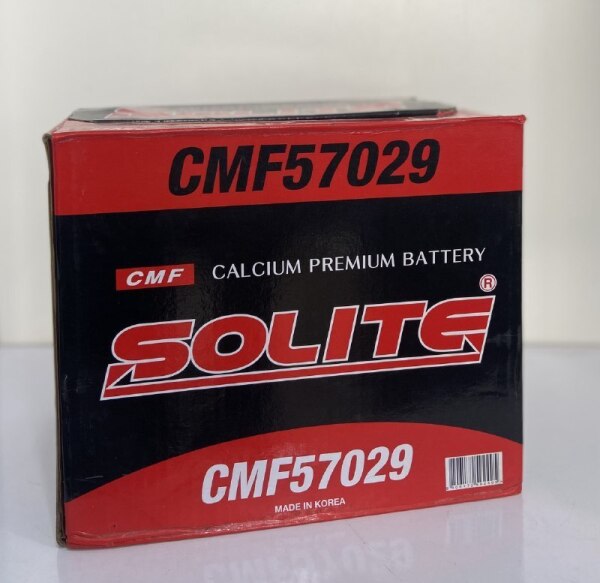 CMF57029
CMF CALCIUM PREMIUM BATTERY
SOLITE®
CMF57029
MADE IN KOREA